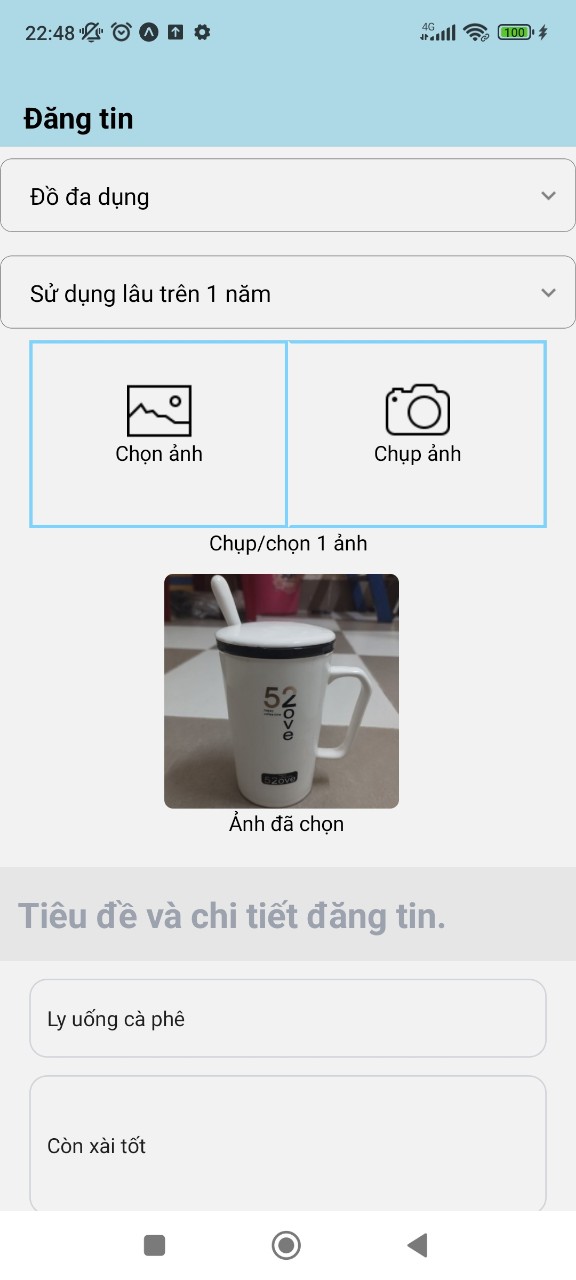 22:48
4G
100
Đăng tin
Đồ đa dụng
Sử dụng lâu trên 1 năm
Chọn ảnh
Chụp ảnh
Chụp/chọn 1 ảnh
52ove
52ove
Ảnh đã chọn
Tiêu đề và chi tiết đăng tin.
Ly uống cà phê
Còn xài tốt